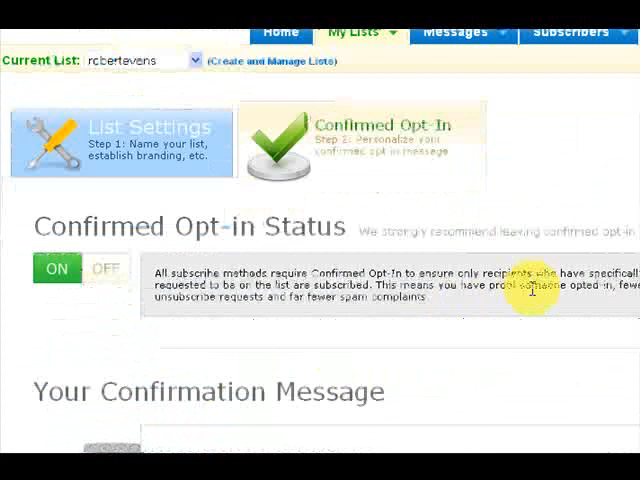 Home My Lists Messages Subscribers
Current List: rcbertevans (Create and Manage Lists)
List Settings
Step 1: Name your list,
establish branding, etc.
Confirmed Opt-In
Step 2: Personalize your
confirmed opt in message
Confirmed Opt-in Status We strongly recommend leaving confirmed opt-in
ON OFF
All subscribe methods require Confirmed Opt-In to ensure only recipients who have specificall
requested to be on the list are subscribed. This means you have proof someone opted-in, fewe
unsubscribe requests and far fewer spam complaints.
Your Confirmation Message